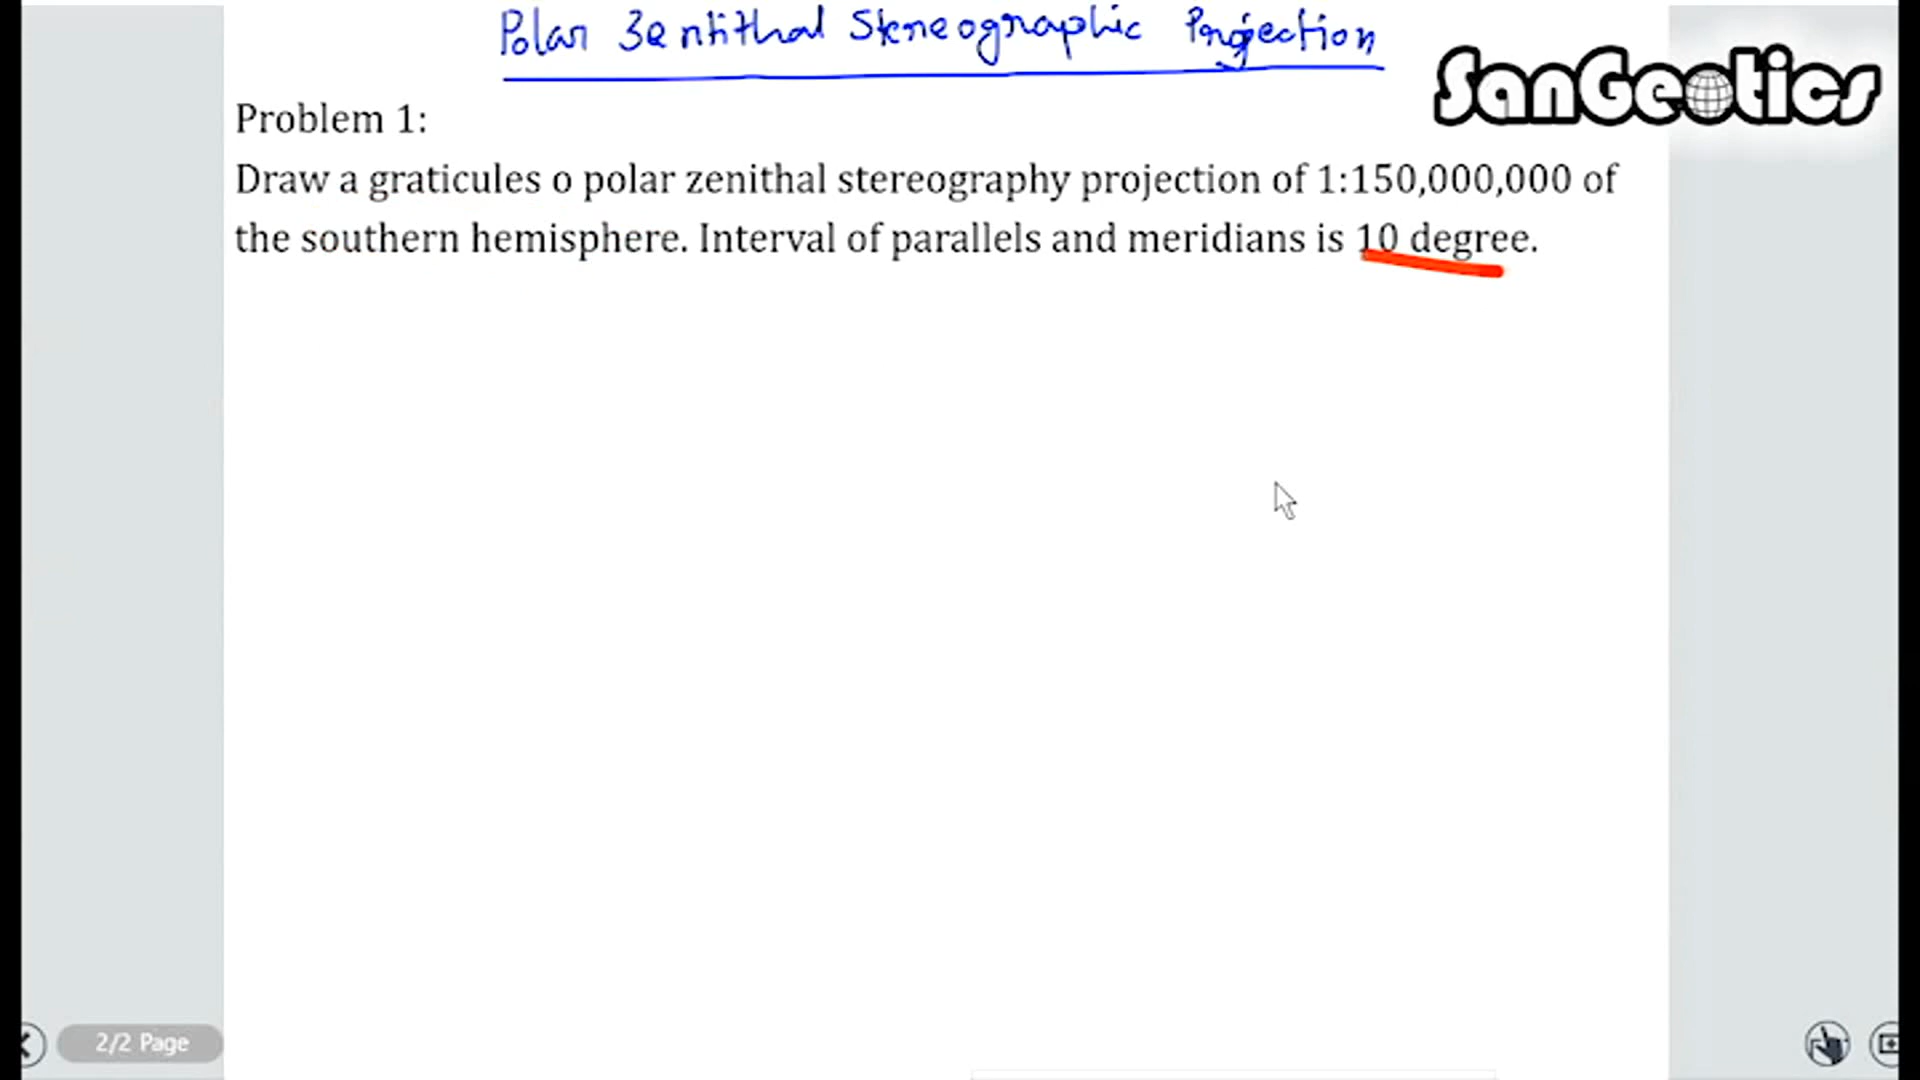 Polar Zentithal Stereographic Projection
SanGeotics
Problem 1:
Draw a graticules o polar zenithal stereography projection of 1:150,000,000 of
the southern hemisphere. Interval of parallels and meridians is 10 degree.
2/2 Page